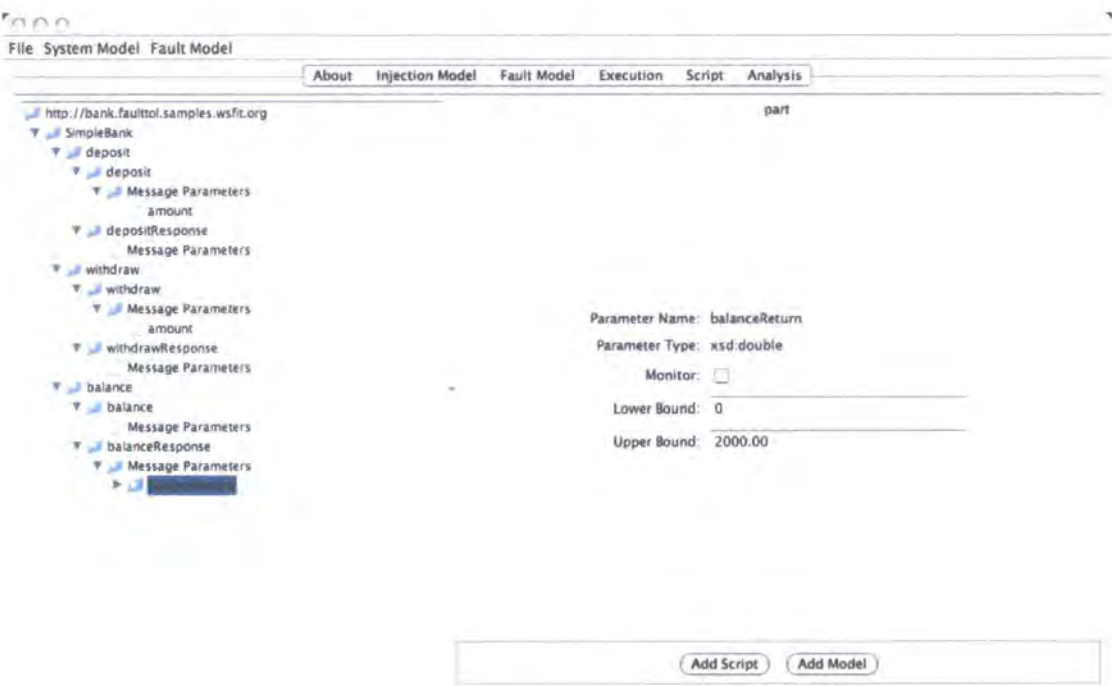 File System Model Fault Model
About Injection Model Fault Model Execution Script Analysis
http://bank.faulttol.samples.wsfit.org
SimpleBank
deposit
deposit
Message Parameters
amount
depositResponse
Message Parameters
withdraw
withdraw
Message Parameters
amount
withdrawResponse
Message Parameters
balance
balance
Message Parameters
balanceResponse
Message Parameters
part
Parameter Name: balanceReturn
Parameter Type: xsd:double
Monitor:
Lower Bound: 0
Upper Bound: 2000.00
Add Script Add Model